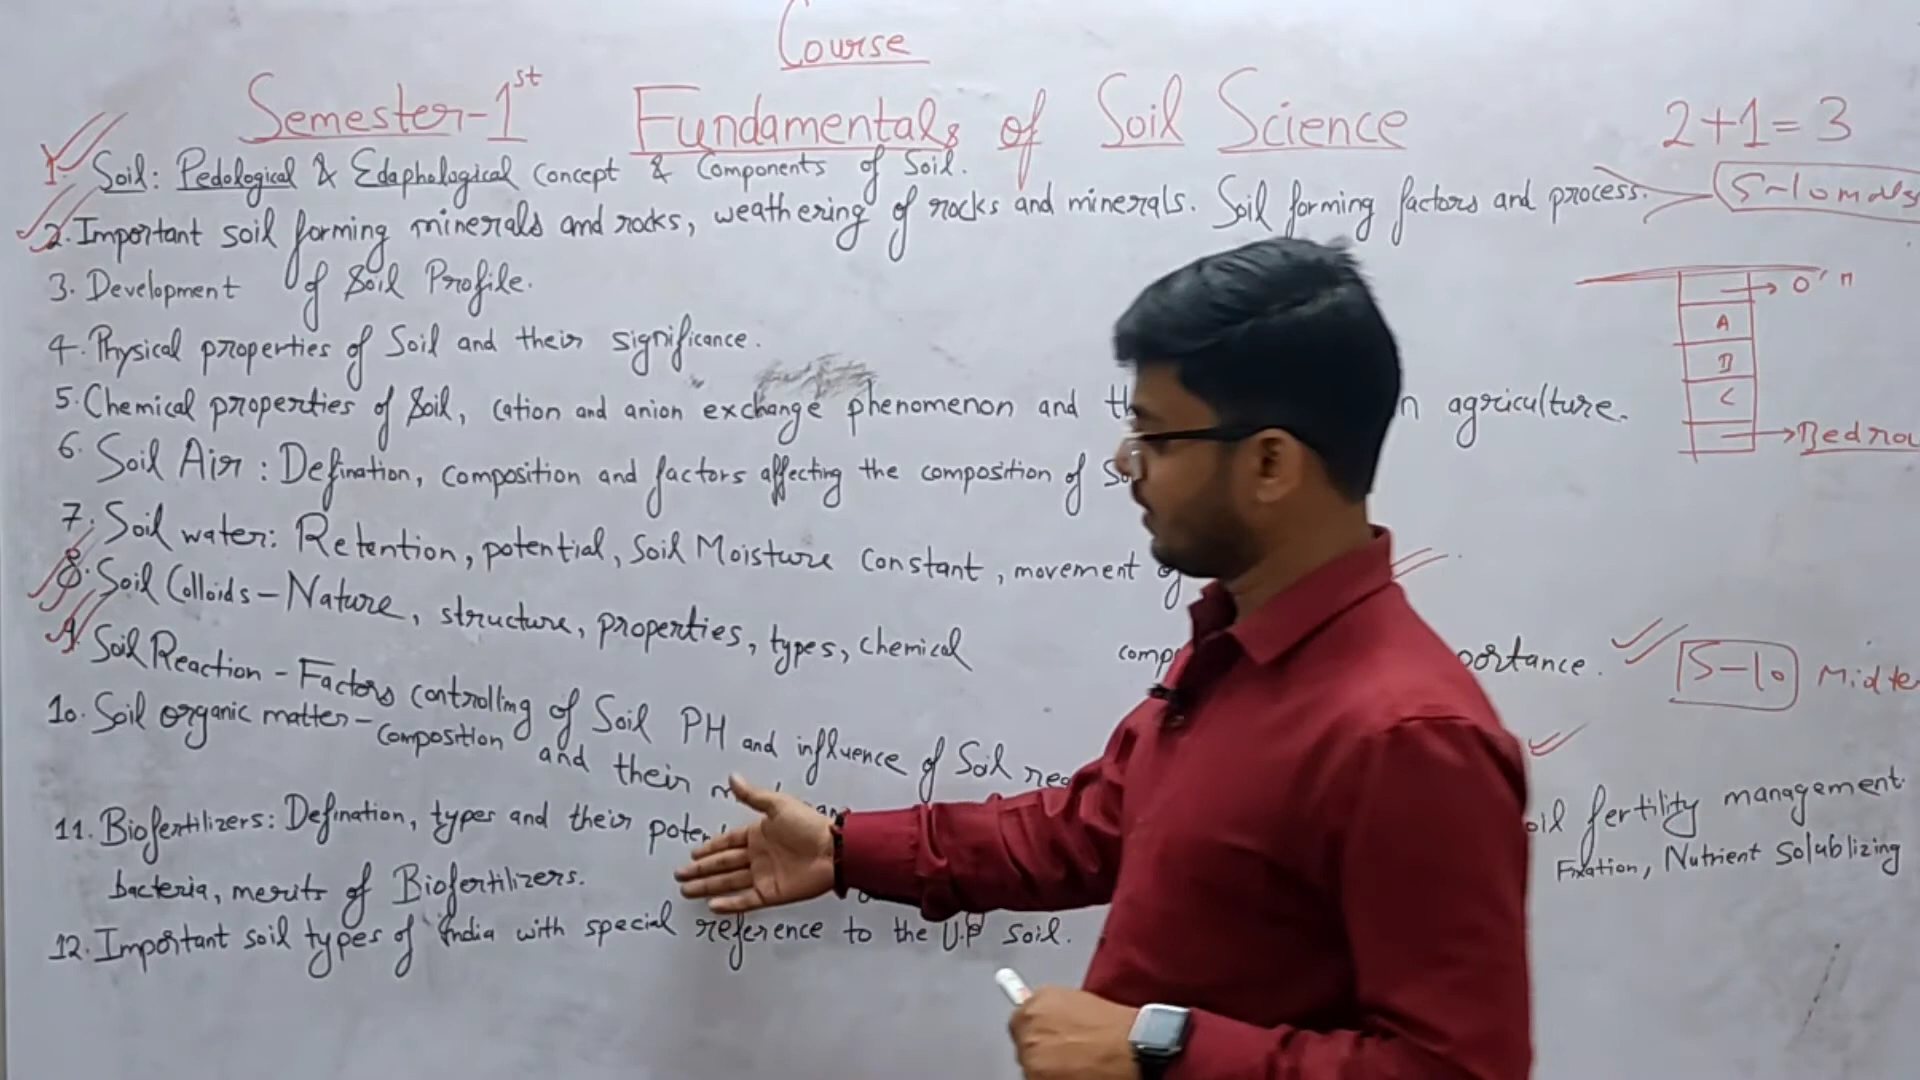 Course
Semester-1st Fundamentals of Soil Science 2+1=3
1. Soil: Pedological & Edaphological concept & Components of Soil.
2. Important soil forming minerals and rocks, weathering of rocks and minerals. Soil forming factors and process.
5-10
3. Development of Soil Profile.
O
A
B
C
4. Physical properties of Soil and their significance.
5. Chemical properties of Soil, Cation and anion exchange phenomenon and agriculture.
6. Soil Air: Defination, composition and factors affecting the composition of
7. Soil water: Retention, potential, Soil Moisture Constant, movement
8. Soil Colloids - Nature, structure, properties, types, chemical
5-10
9. Soil Reaction - Factors controlling of Soil PH and influence of Soil
10. Soil organic matter - Composition and their fertility management
11. Biofertilizers: Defination, types and their Fixation, Nutrient Solublizing
bacteria, merits of Biofertilizers.
12. Important soil types of India with special reference to the U.P Soil.